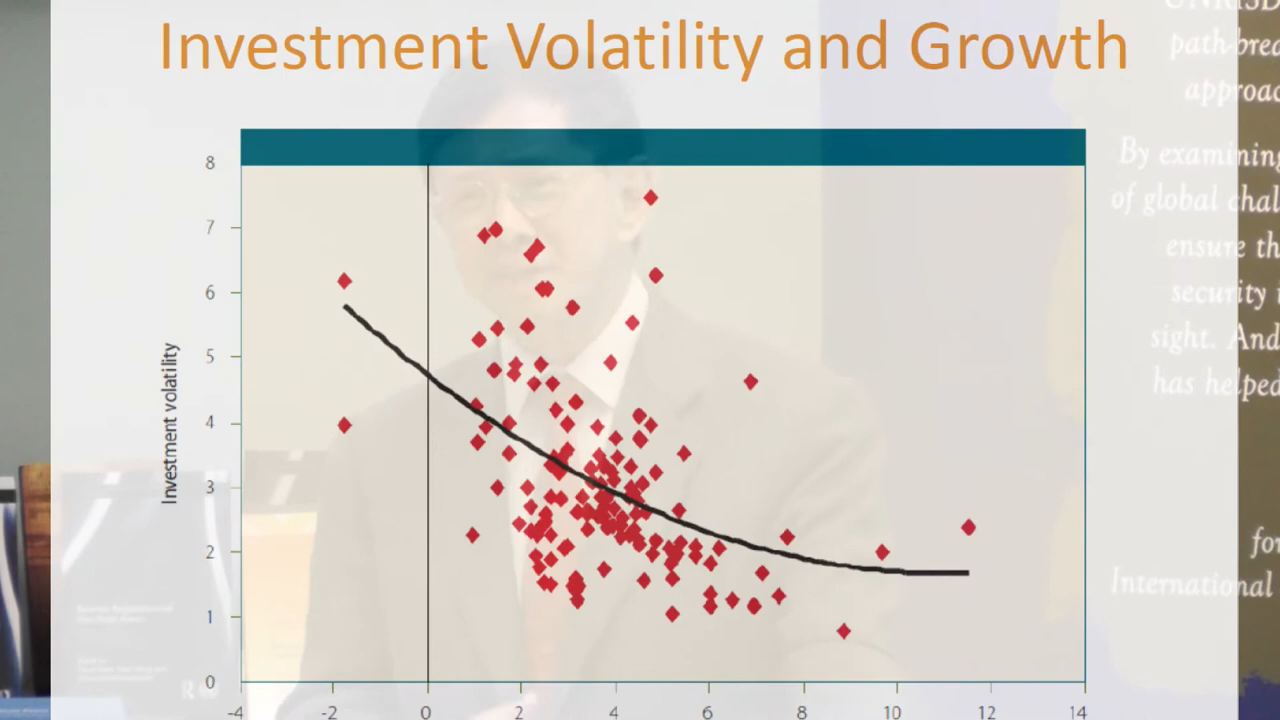 Investment Volatility and Growth
UNRISD
path-brea
approac
By examining
of global chal
ensure th
security
sight. And
has helped
for
International
Investment volatility
8
7
6
5
4
3
2
1
0
-4 -2 0 2 4 6 8 10 12 14